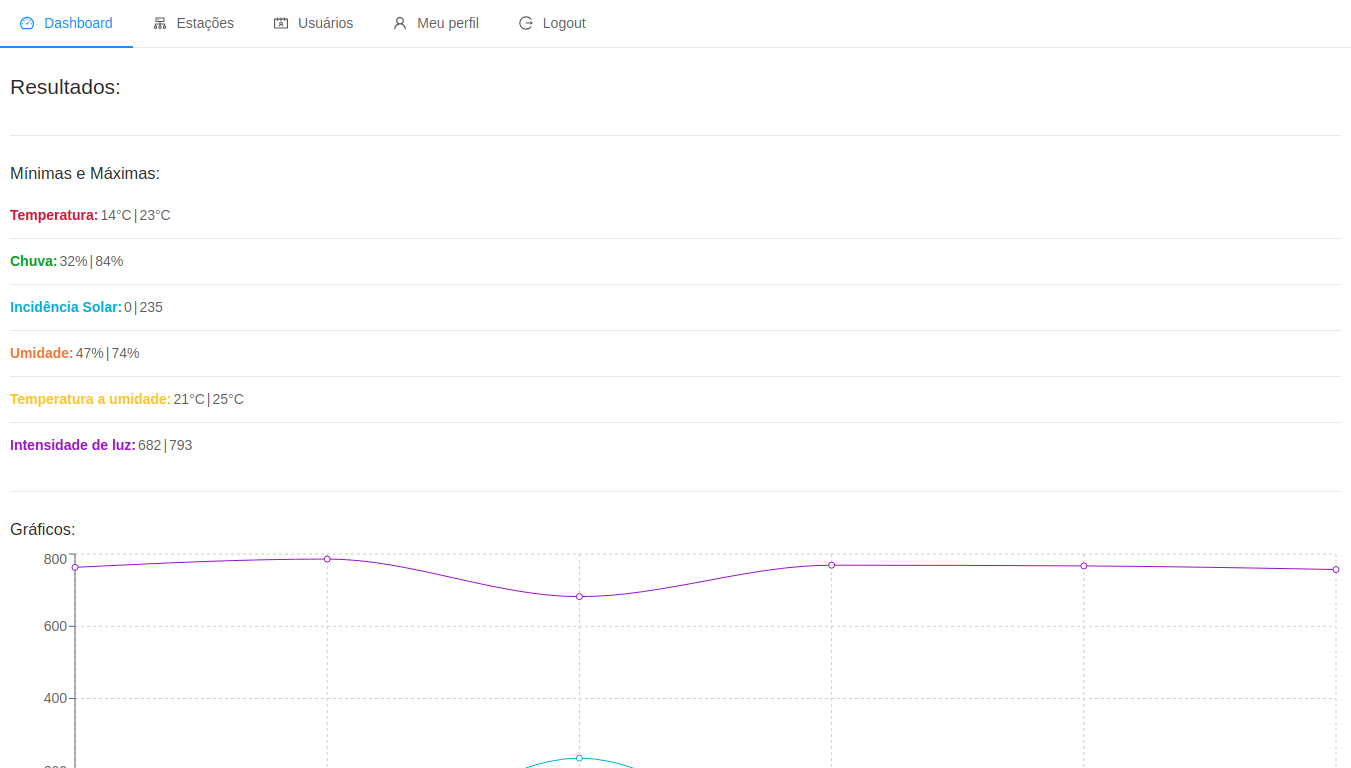 Dashboard Estações Usuários Meu perfil Logout
Resultados:
Mínimas e Máximas:
Temperatura: 14°C|23°C
Chuva: 32%|84%
Incidência Solar: 0|235
Umidade: 47%|74%
Temperatura a umidade: 21°C|25°C
Intensidade de luz: 682|793
Gráficos:
800
600
400